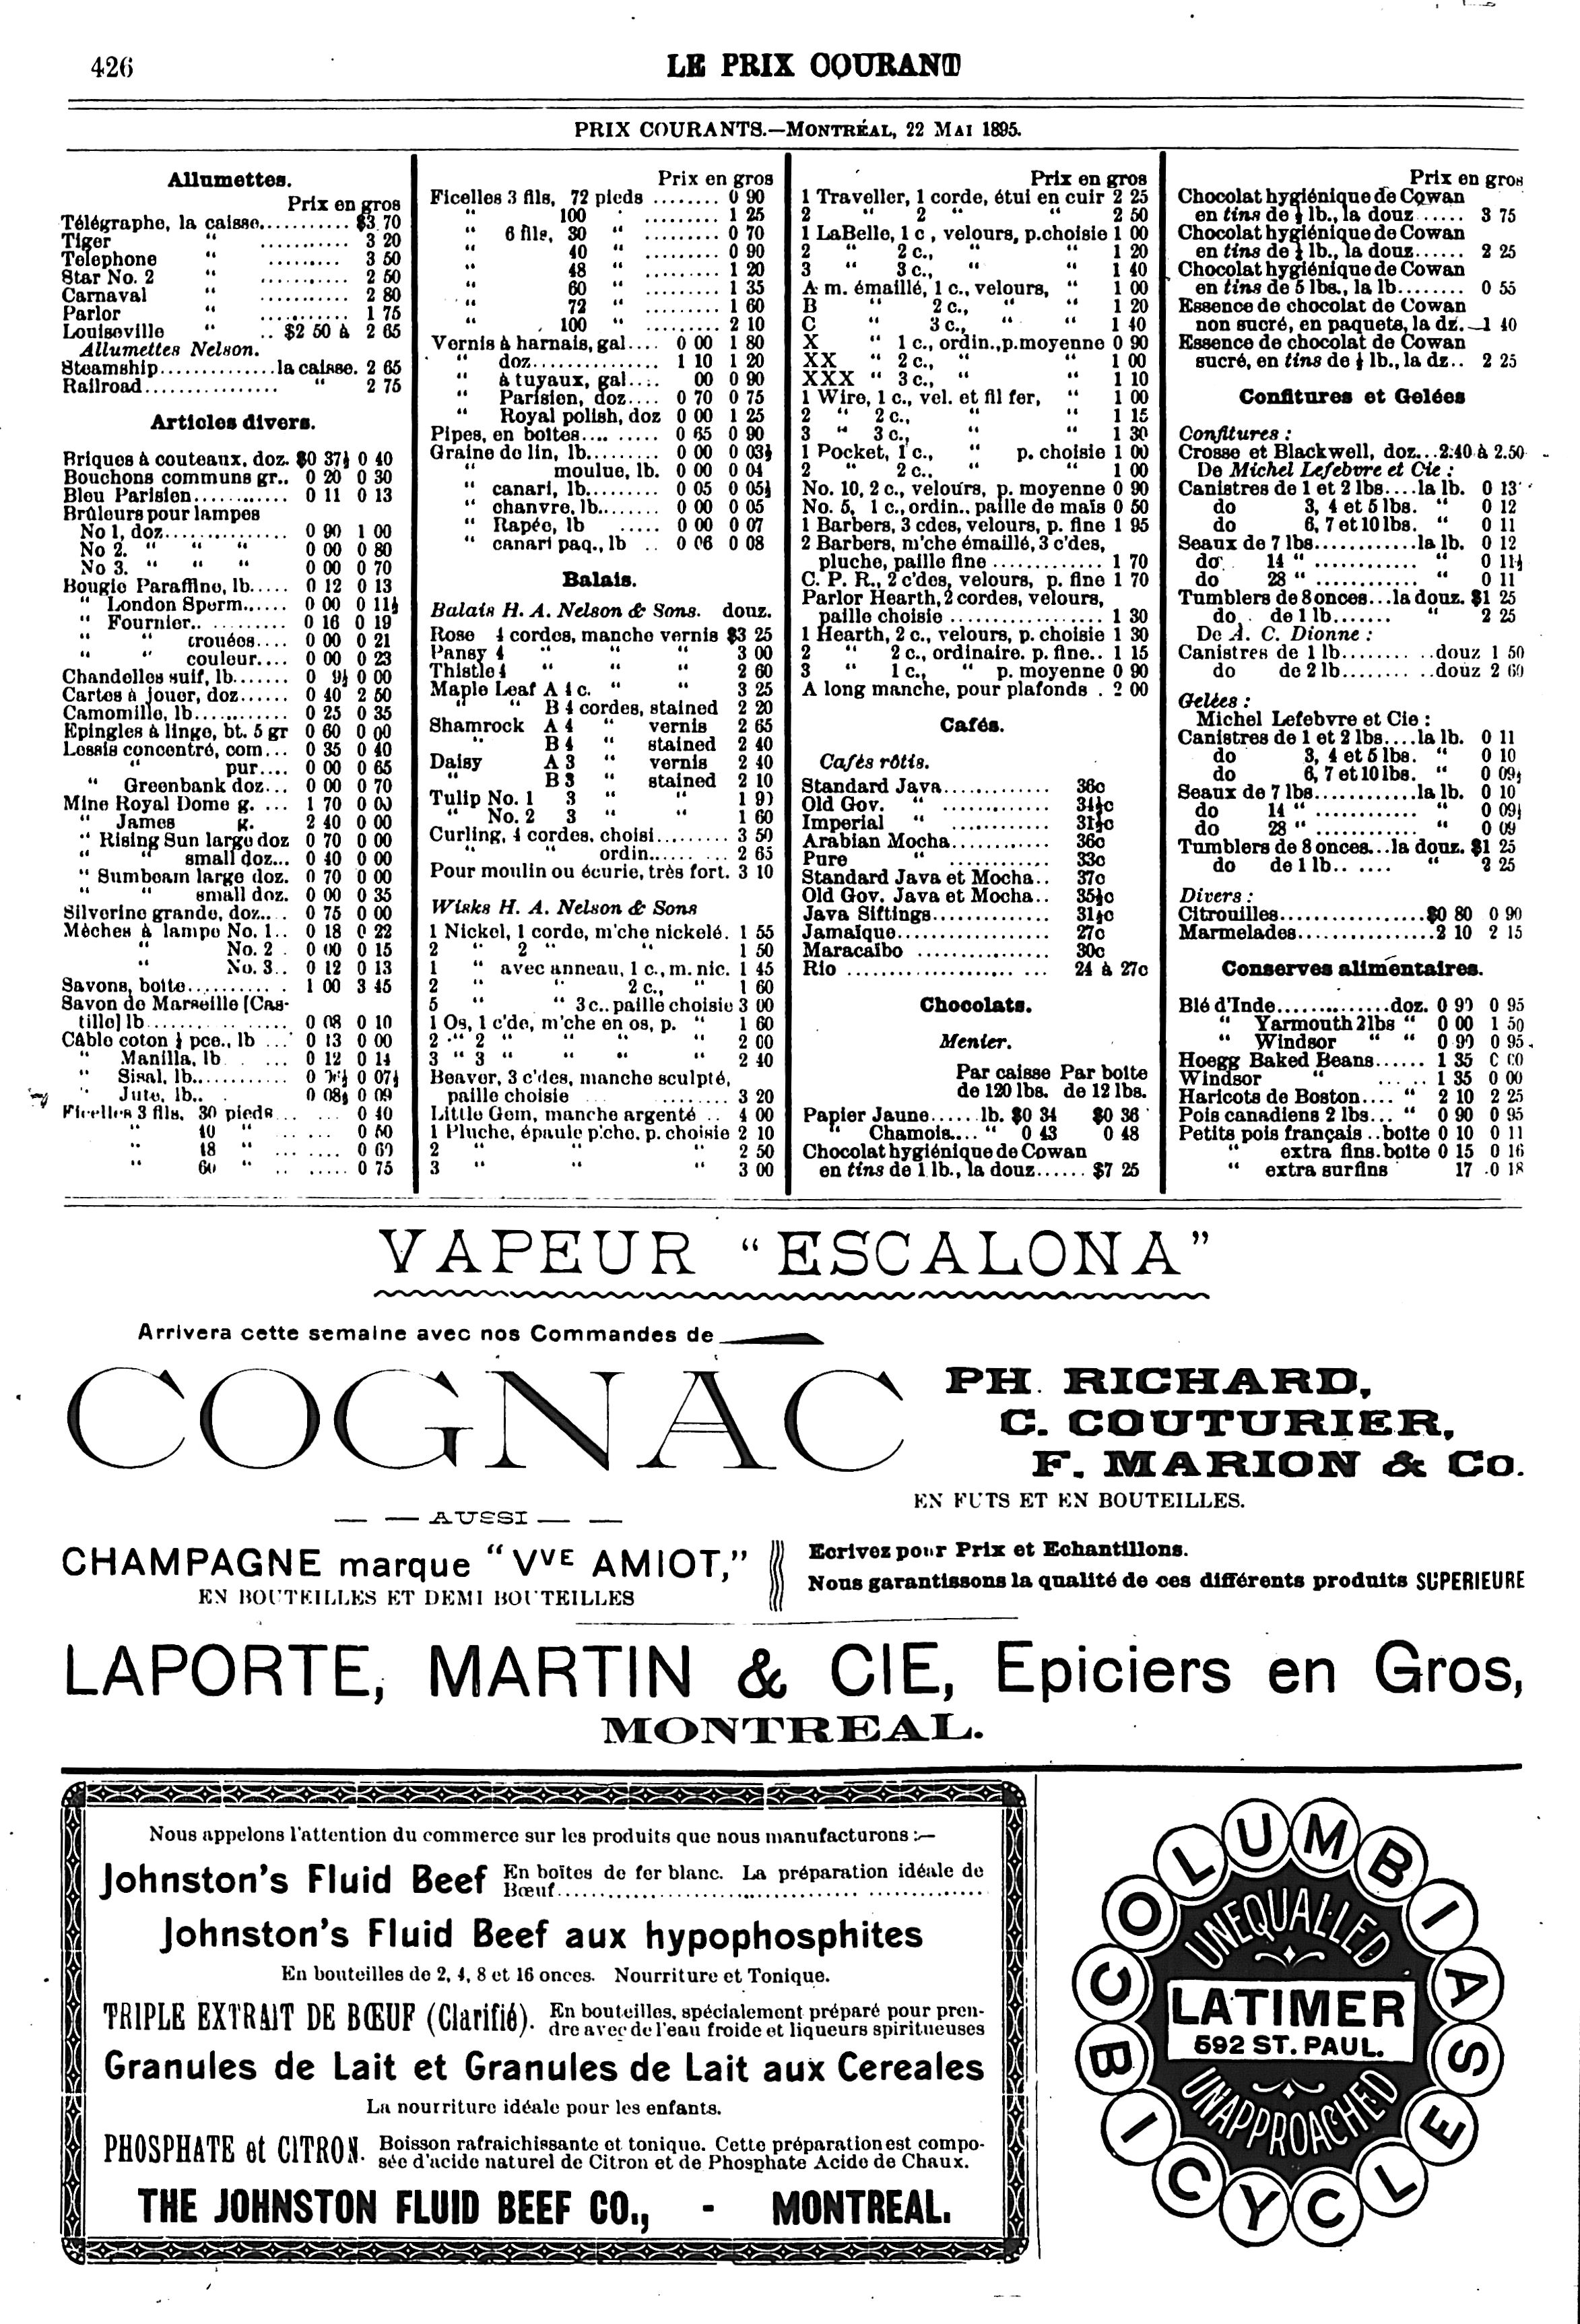 426
LE PRIX COURANT
PRIX COURANTS.—MONTRÉAL, 22 MAI 1895.
Allumettes.
Prix en gros
Télégraphe, la caisse........... $3 70
Tiger “ ........... 3 20
Telephone “ ......... 3 50
Star No. 2 “ ........... 2 50
Carnaval “ ........... 2 80
Parlor “ ........... 1 75
Louiseville “ .. $2 50 à 2 65
Allumettes Nelson.
Steamship..............la caisse. 2 65
Railroad................ “ 2 75
Articles divers.
Briques à couteaux, doz. $0 37½ 0 40
Bouchons communs gr.. 0 20 0 30
Bleu Parisien............ 0 11 0 13
Brûleurs pour lampes
No 1, doz............... 0 90 1 00
No 2. “ “ “ 0 00 0 80
No 3. “ “ “ 0 00 0 70
Bougie Paraffine, lb..... 0 12 0 13
“ London Sperm...... 0 00 0 11½
“ Fournier.. ......... 0 16 0 19
“ “ crouées.... 0 00 0 21
“ “ couleur.... 0 00 0 23
Chandelles suif, lb....... 0 9½ 0 00
Cartes à jouer, doz...... 0 40 2 50
Camomille, lb............ 0 25 0 35
Epingles à linge, bt. 5 gr 0 60 0 00
Lessis concentré, com... 0 35 0 40
“ pur.... 0 00 0 65
“ Greenbank doz... 0 00 0 70
Mine Royal Dome g. ... 1 70 0 00
“ James g. 2 40 0 00
“ Rising Sun large doz 0 70 0 00
“ “ small doz... 0 40 0 00
“ Sumbeam large doz. 0 70 0 00
“ “ small doz. 0 00 0 35
Silverine grande, doz.. . 0 75 0 00
Mèches à lampe No. 1.. 0 18 0 22
“ No. 2 . 0 00 0 15
“ No. 3.. 0 12 0 13
Savons, boite.......... . 1 00 3 45
Savon de Marseille [Cas-
tille] lb.................... 0 08 0 10
Câble coton ½ pce., lb ... 0 13 0 00
“ Manilla, lb ... 0 12 0 14
“ Sisal, lb.......... 0 07½
“ Jute, lb.. . 0 08½ 0 09
Ficelles 3 fils, 30 pieds... ... 0 40
“ 40 “ .. ... 0 50
“ 48 “ .. ... 0 60
“ 60 “ .. ..... 0 75
Prix en gros
Ficelles 3 fils, 72 pieds ........ 0 90
“ 100 “ ......... 1 25
“ 6 fils, 30 “ ......... 0 70
“ 40 “ ......... 0 90
“ 48 “ ......... 1 20
“ 60 “ ......... 1 35
“ 72 “ ......... 1 60
“ 100 “ ......... 2 10
Vernis à harnais, gal.... 0 00 1 80
“ doz............... 1 10 1 20
“ à tuyaux, gal.... 00 0 90
“ Parisien, doz.... 0 70 0 75
“ Royal polish, doz 0 00 1 25
Pipes, en boites.... ..... 0 65 0 90
Graine de lin, lb......... 0 00 0 03½
“ moulue, lb. 0 00 0 04
“ canari, lb......... 0 05 0 05½
“ chanvre, lb........ 0 00 0 05
“ Rapée, lb ..... 0 00 0 07
“ canari paq., lb .. 0 06 0 08
Balais.
Balais H. A. Nelson & Sons. douz.
Rose 4 cordes, manche vernis $3 25
Pansy 4 “ “ “ 3 00
Thistle 4 “ “ “ 2 60
Maple Leaf A 4 c. “ “ 3 25
“ “ B 4 cordes, stained 2 20
Shamrock A 4 “ vernis 2 65
“ B 4 “ stained 2 40
Daisy A 3 “ vernis 2 40
“ B 3 “ stained 2 10
Tulip No. 1 3 “ “ 1 90
“ No. 2 3 “ “ 1 60
Curling, 4 cordes, choisi......... 3 50
“ “ ordin...... ... 2 65
Pour moulin ou écurie, très fort. 3 10
Wisks H. A. Nelson & Sons
1 Nickel, 1 corde, m'che nickelé. 1 55
2 “ 2 “ “ 1 50
1 “ avec anneau, 1 c., m. nic. 1 45
2 “ “ 2 c., “ 1 60
5 “ “ 3 c.. paille choisie 3 00
1 Os, 1 c'de, m'che en os, p. “ 1 60
2 “ 2 “ “ “ “ 2 00
3 “ 3 “ “ “ “ 2 40
Beaver, 3 c'des, manche sculpté,
paille choisie ......... 3 20
Little Gem, manche argenté .. 4 00
1 Pluche, épaule p'che. p. choisie 2 10
2 “ “ “ 2 50
3 “ “ “ 3 00
Prix en gros
1 Traveller, 1 corde, étui en cuir 2 25
2 “ 2 “ “ 2 50
1 LaBelle, 1 c , velours, p.choisie 1 00
2 “ 2 c., “ “ 1 20
3 “ 3 c., “ “ 1 40
A m. émaillé, 1 c., velours, “ 1 00
B “ 2 c., “ “ 1 20
C “ 3 c., “ “ 1 40
X “ 1 c., ordin.,p.moyenne 0 90
XX “ 2 c., “ “ 1 00
XXX “ 3 c., “ “ 1 10
1 Wire, 1 c., vel. et fil fer, “ 1 00
2 “ 2 c., “ “ 1 15
3 “ 3 c., “ “ 1 30
1 Pocket, 1 c., “ p. choisie 1 00
2 “ 2 c., “ “ 1 00
No. 10, 2 c., velours, p. moyenne 0 90
No. 5, 1 c., ordin., paille de mais 0 50
1 Barbers, 3 cdes, velours, p. fine 1 95
2 Barbers, m'che émaillé, 3 c'des,
pluche, paille fine ............. 1 70
C. P. R., 2 c'des, velours, p. fine 1 70
Parlor Hearth, 2 cordes, velours,
paille choisie .................. 1 30
1 Hearth, 2 c., velours, p. choisie 1 30
2 “ 2 c., ordinaire. p. fine.. 1 15
3 “ 1 c., “ p. moyenne 0 90
A long manche, pour plafonds . 2 00
Cafés.
Cafés rôtis.
Standard Java.............. 36c
Old Gov. “ .............. 34½c
Imperial “ ............. 31½c
Arabian Mocha............. 36c
Pure “ ............. 33c
Standard Java et Mocha.. 37c
Old Gov. Java et Mocha.. 35½c
Java Siftings............... 31½c
Jamaïque.................... 27c
Maracaibo .............. 30c
Rio ....................... ... 24 à 27c
Chocolats.
Menier.
Par caisse Par boite
de 120 lbs. de 12 lbs.
Papier Jaune......lb. $0 34 $0 36
“ Chamois.... “ 0 43 0 48
Chocolat hygiénique de Cowan
en tins de 1 lb., la douz...... $7 25
Prix en gros
Chocolat hygiénique de Cowan
en tins de ½ lb., la douz ..... 3 75
Chocolat hygiénique de Cowan
en tins de ¼ lb., la douz...... 2 25
Chocolat hygiénique de Cowan
en tins de 5 lbs., la lb........ 0 55
Essence de chocolat de Cowan
non sucré, en paquets, la dz. 1 40
Essence de chocolat de Cowan
sucré, en tins de ½ lb., la dz.. 2 25
Confitures et Gelées
Confitures :
Crosse et Blackwell, doz...2.40 à 2.50
De Michel Lefebvre et Cie :
Canistres de 1 et 2 lbs....la lb. 0 13
do 3, 4 et 5 lbs. “ 0 12
do 6, 7 et 10 lbs. “ 0 11
Seaux de 7 lbs............la lb. 0 12
do 14 “ ............ “ 0 11½
do 28 “ ............ “ 0 11
Tumblers de 8 onces...la douz. $1 25
do de 1 lb....... “ 2 25
De A. C. Dionne :
Canistres de 1 lb............douz 1 50
do de 2 lb..........douz 2 60
Gelées :
Michel Lefebvre et Cie :
Canistres de 1 et 2 lbs....la lb. 0 11
do 3, 4 et 5 lbs. “ 0 10
do 6, 7 et 10 lbs. “ 0 09½
Seaux de 7 lbs............la lb. 0 10
do 14 “ ............ “ 0 09½
do 28 “ ............ “ 0 09
Tumblers de 8 onces...la douz. $1 25
do de 1 lb.. .... “ 2 25
Divers :
Citrouilles..................$0 80 0 90
Marmelades.................2 10 2 15
Conserves alimentaires.
Blé d'Inde................doz. 0 90 0 95
“ Yarmouth 2 lbs “ 0 00 1 50
“ Windsor “ “ 0 90 0 95
Hoegg Baked Beans...... 1 35 0 00
Windsor “ ...... 1 35 0 00
Haricots de Boston.... “ 2 10 2 25
Pois canadiens 2 lbs... “ 0 90 0 95
Petits pois français ..boite 0 10 0 11
“ extra fins.boite 0 15 0 16
“ extra surfins 17 0 18
VAPEUR “ESCALONA”
Arrivera cette semaine avec nos Commandes de
COGNAC
PH. RICHARD,
C. COUTURIER,
F. MARION & Co.
EN FUTS ET EN BOUTEILLES.
— — AUSSI — —
CHAMPAGNE marque “VVE AMIOT,”
EN BOUTEILLES ET DEMI BOUTEILLES
Ecrivez pour Prix et Echantillons.
Nous garantissons la qualité de ces différents produits SUPERIEURE
LAPORTE, MARTIN & CIE, Epiciers en Gros,
MONTREAL.
Nous appelons l'attention du commerce sur les produits que nous manufacturons :—
Johnston's Fluid Beef En boîtes de fer blanc. La préparation idéale de
Bœuf...........................................................
Johnston's Fluid Beef aux hypophosphites
En bouteilles de 2, 4, 8 et 16 onces. Nourriture et Tonique.
TRIPLE EXTRAIT DE BŒUF (Clarifié). En bouteilles, spécialement préparé pour pren-
dre avec de l'eau froide et liqueurs spiritueuses
Granules de Lait et Granules de Lait aux Cereales
La nourriture idéale pour les enfants.
PHOSPHATE et CITRON. Boisson rafraichissante et tonique. Cette préparation est compo-
sée d'acide naturel de Citron et de Phosphate Acide de Chaux.
THE JOHNSTON FLUID BEEF CO., - MONTREAL.
COLUMBIAS
UNEQUALLED
LATIMER
592 ST. PAUL.
UNAPPROACHED
BICYCLE